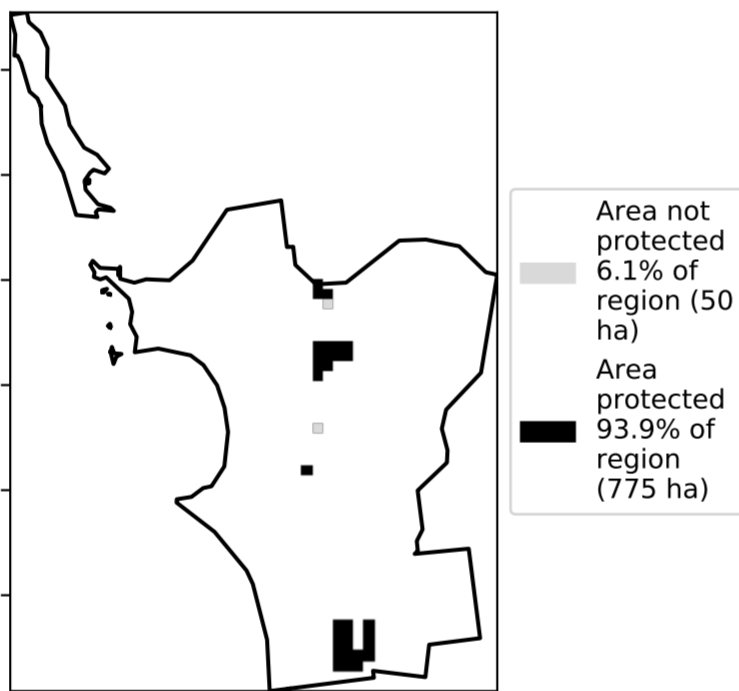 Area not
protected
6.1% of
region (50
ha)
Area
protected
93.9% of
region
(775 ha)